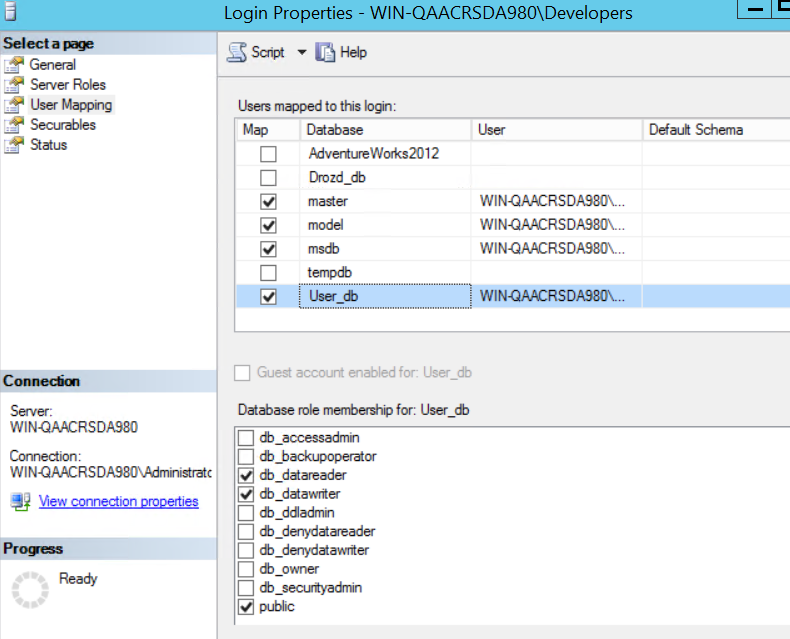 Login Properties - WIN-QAACRSDA980\Developers
Select a page
General
Server Roles
User Mapping
Securables
Status
Script Help
Users mapped to this login:
Map Database User Default Schema
AdventureWorks2012
Drozd_db
master WIN-QAACRSDA980\...
model WIN-QAACRSDA980\...
msdb WIN-QAACRSDA980\...
tempdb
User_db WIN-QAACRSDA980\...
Guest account enabled for: User_db
Database role membership for: User_db
db_accessadmin
db_backupoperator
db_datareader
db_datawriter
db_ddladmin
db_denydatareader
db_denydatawriter
db_owner
db_securityadmin
public
Connection
Server:
WIN-QAACRSDA980
Connection:
WIN-QAACRSDA980\Administrato
View connection properties
Progress
Ready